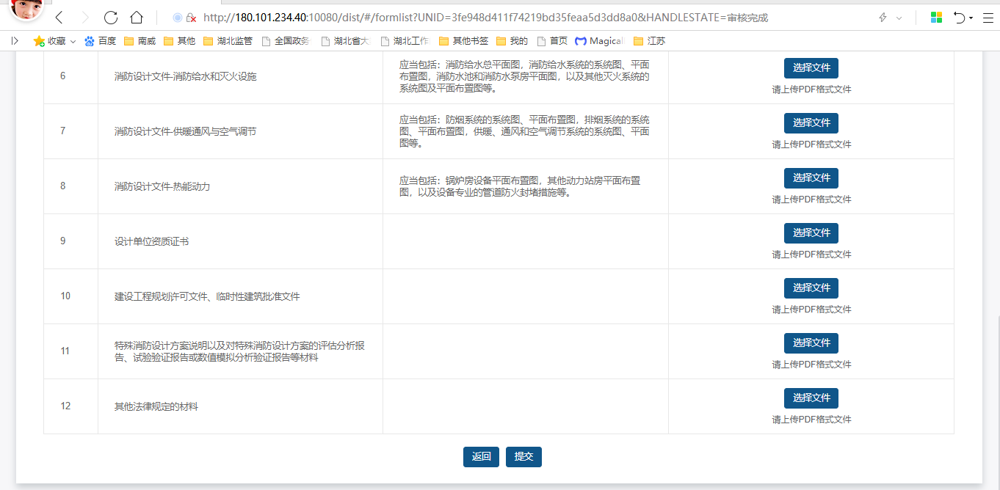 http://180.101.234.40:10080/dist/#/formlist?UNID=3fe948d411f74219bd35feaa5d3dd8a0&HANDLESTATE=审核完成
收藏 百度 南威 其他 湖北监管 全国政务 湖北省大 湖北工作 其他书签 我的 首页 Magical 江苏
6
消防设计文件-消防给水和灭火设施
应当包括：消防给水总平面图，消防给水系统的系统图、平面
布置图，消防水池和消防水泵房平面图，以及其他灭火系统的
系统图及平面布置图等。
选择文件
请上传PDF格式文件
7
消防设计文件-供暖通风与空气调节
应当包括：防烟系统的系统图、平面布置图，排烟系统的系统
图、平面布置图，供暖、通风和空气调节系统的系统图、平面
图等。
选择文件
请上传PDF格式文件
8
消防设计文件-热能动力
应当包括：锅炉房设备平面布置图，其他动力站房平面布置
图，以及设备专业的管道防火封堵措施等。
选择文件
请上传PDF格式文件
9
设计单位资质证书
选择文件
请上传PDF格式文件
10
建设工程规划许可文件、临时性建筑批准文件
选择文件
请上传PDF格式文件
11
特殊消防设计方案说明以及对特殊消防设计方案的评估分析报
告、试验验证报告或数值模拟分析验证报告等材料
选择文件
请上传PDF格式文件
12
其他法律规定的材料
选择文件
请上传PDF格式文件
返回 提交